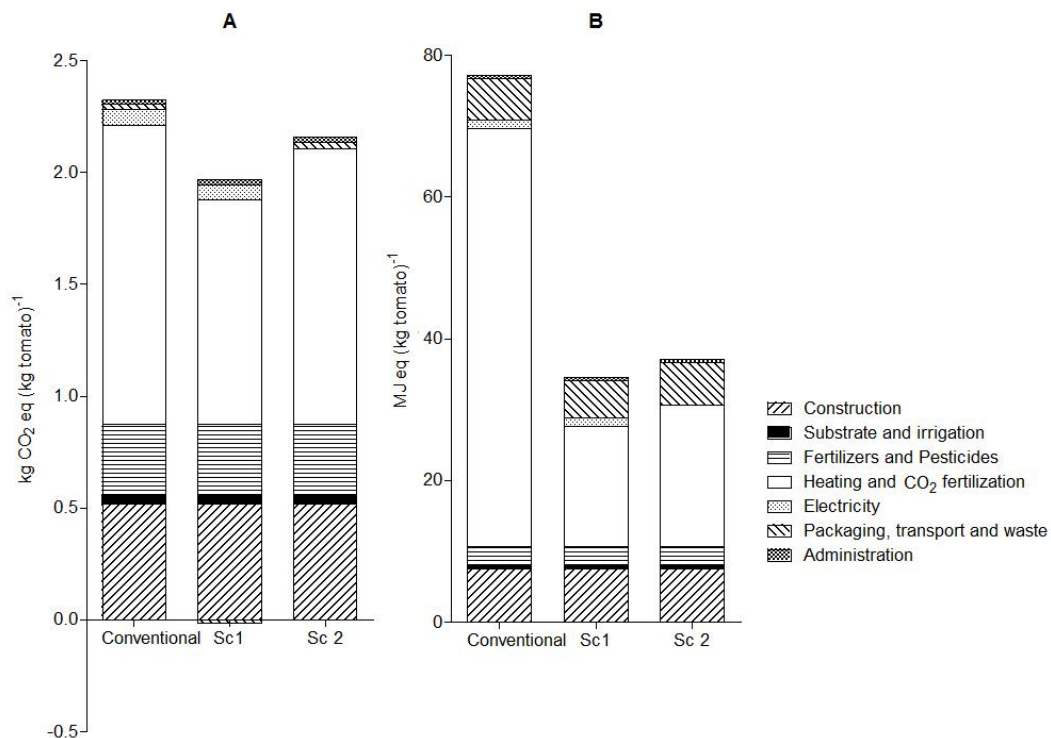 A
B
kg CO₂ eq (kg tomato)⁻¹
2.5
2.0
1.5
1.0
0.5
0.0
-0.5
Conventional Sc1 Sc 2
MJ eq (kg tomato)⁻¹
80
60
40
20
0
Conventional Sc1 Sc 2
Construction
Substrate and irrigation
Fertilizers and Pesticides
Heating and CO₂ fertilization
Electricity
Packaging, transport and waste
Administration